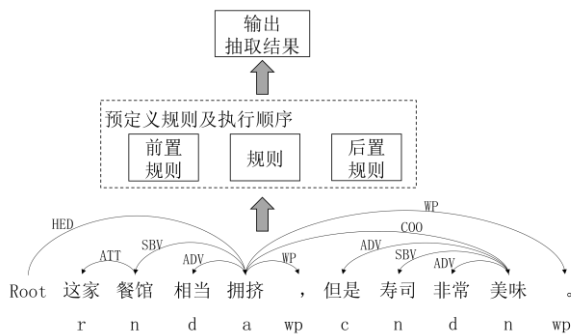 输出
抽取结果
预定义规则及执行顺序
前置
规则
规则
后置
规则
HED
ATT
SBV
ADV
WP
WP
COO
ADV
SBV
ADV
Root 这家 餐馆 相当 拥挤 , 但是 寿司 非常 美味 。
r n d a wp c n d n wp